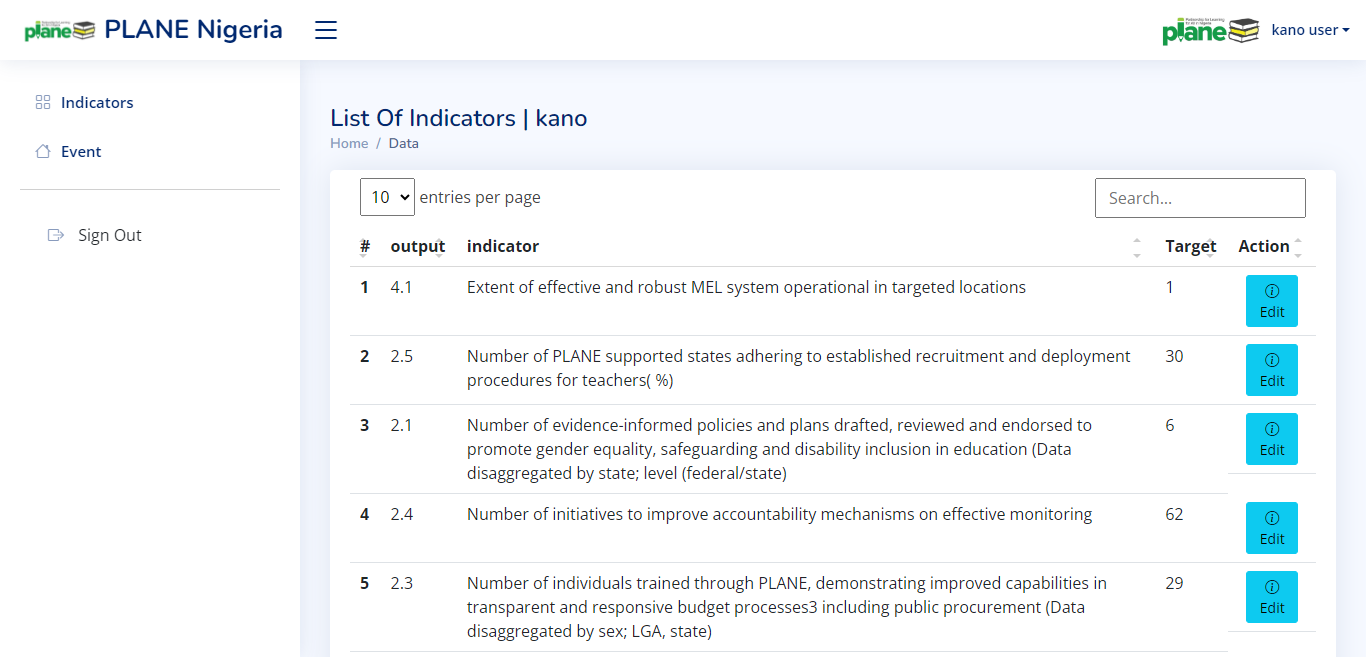 plane PLANE Nigeria
plane kano user
Indicators
Event
Sign Out
List Of Indicators | kano
Home / Data
10 entries per page
Search...
# output indicator Target Action
1 4.1 Extent of effective and robust MEL system operational in targeted locations 1 Edit
2 2.5 Number of PLANE supported states adhering to established recruitment and deployment 30 Edit
procedures for teachers( %)
3 2.1 Number of evidence-informed policies and plans drafted, reviewed and endorsed to 6 Edit
promote gender equality, safeguarding and disability inclusion in education (Data
disaggregated by state; level (federal/state)
4 2.4 Number of initiatives to improve accountability mechanisms on effective monitoring 62 Edit
5 2.3 Number of individuals trained through PLANE, demonstrating improved capabilities in 29 Edit
transparent and responsive budget processes3 including public procurement (Data
disaggregated by sex; LGA, state)